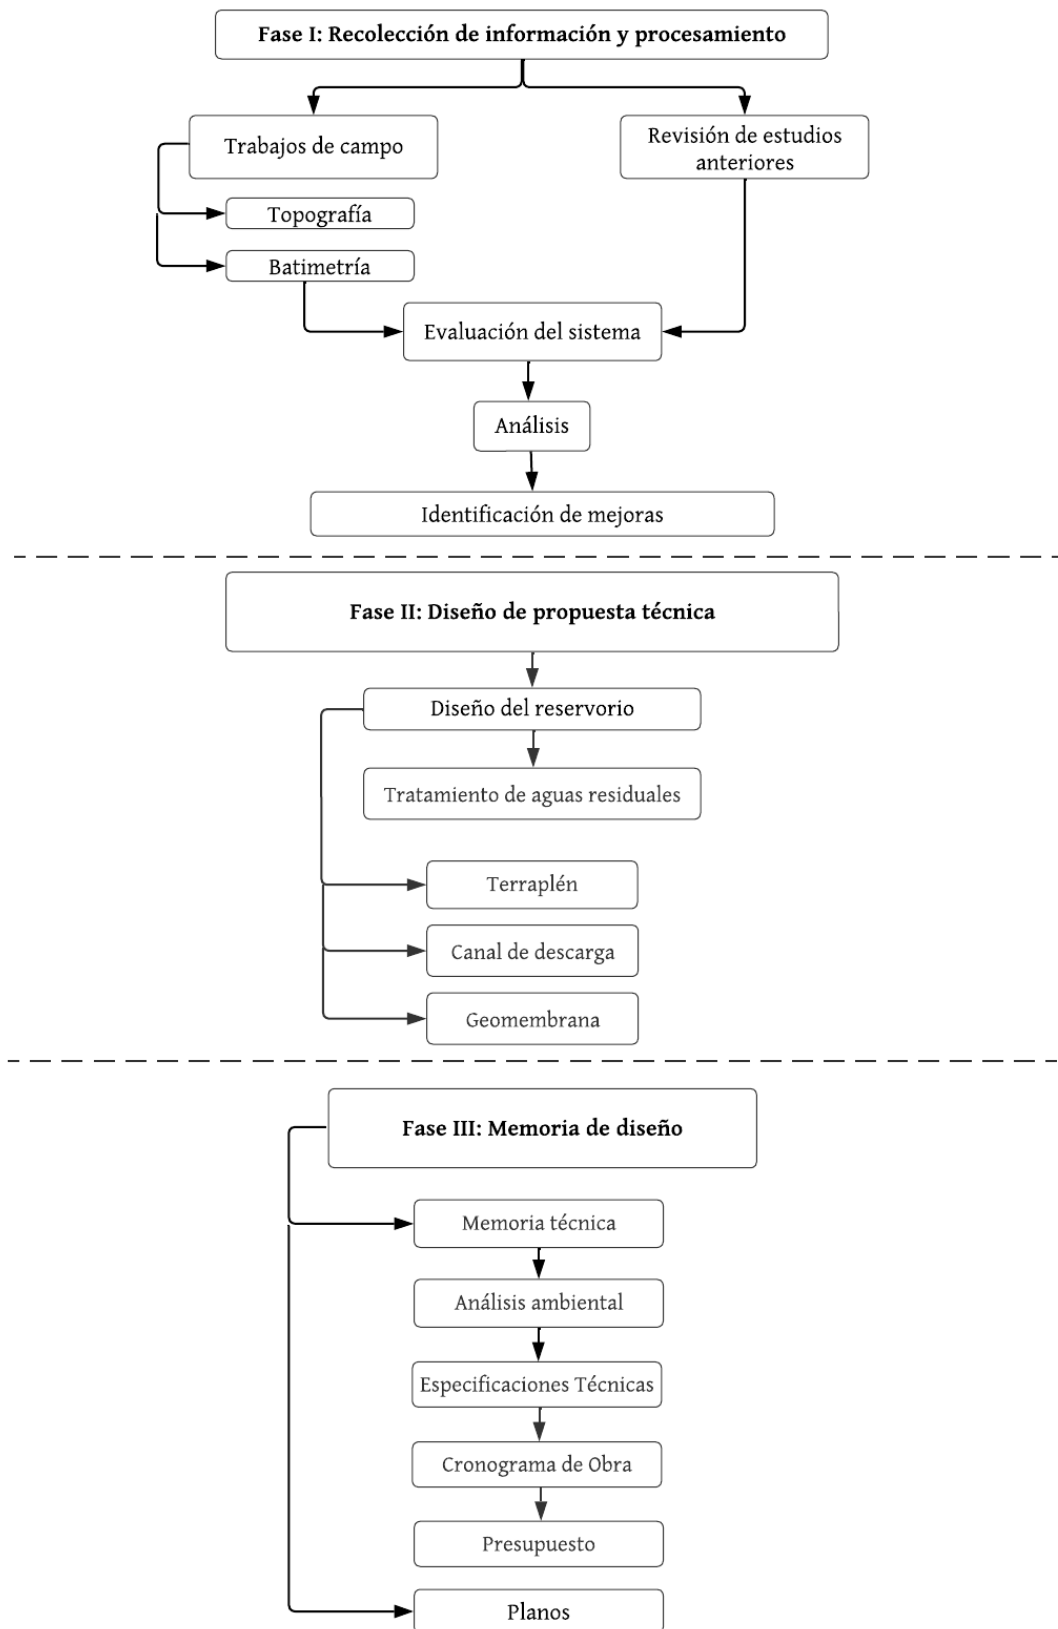 Fase I: Recolección de información y procesamiento
Trabajos de campo
Revisión de estudios
anteriores
Topografía
Batimetría
Evaluación del sistema
Análisis
Identificación de mejoras
Fase II: Diseño de propuesta técnica
Diseño del reservorio
Tratamiento de aguas residuales
Terraplén
Canal de descarga
Geomembrana
Fase III: Memoria de diseño
Memoria técnica
Análisis ambiental
Especificaciones Técnicas
Cronograma de Obra
Presupuesto
Planos